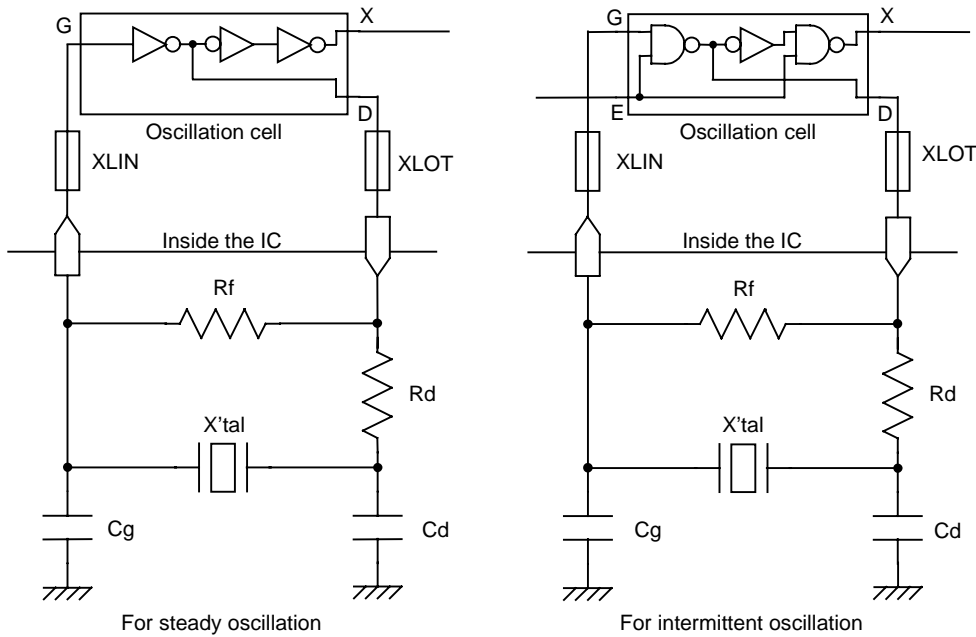 G
X
D
Oscillation cell
XLIN
XLOT
Inside the IC
Rf
Rd
X’tal
Cg
Cd
For steady oscillation
G
X
E
D
Oscillation cell
XLIN
XLOT
Inside the IC
Rf
Rd
X’tal
Cg
Cd
For intermittent oscillation